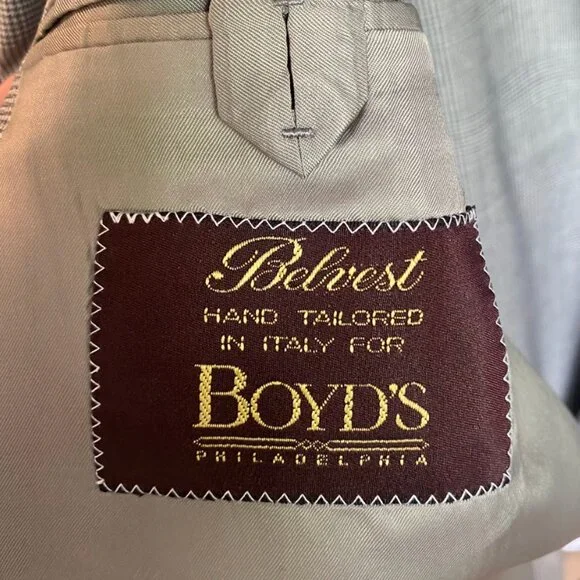 Belvest
HAND TAILORED
IN ITALY FOR
BOYD'S
PHILADELPHIA